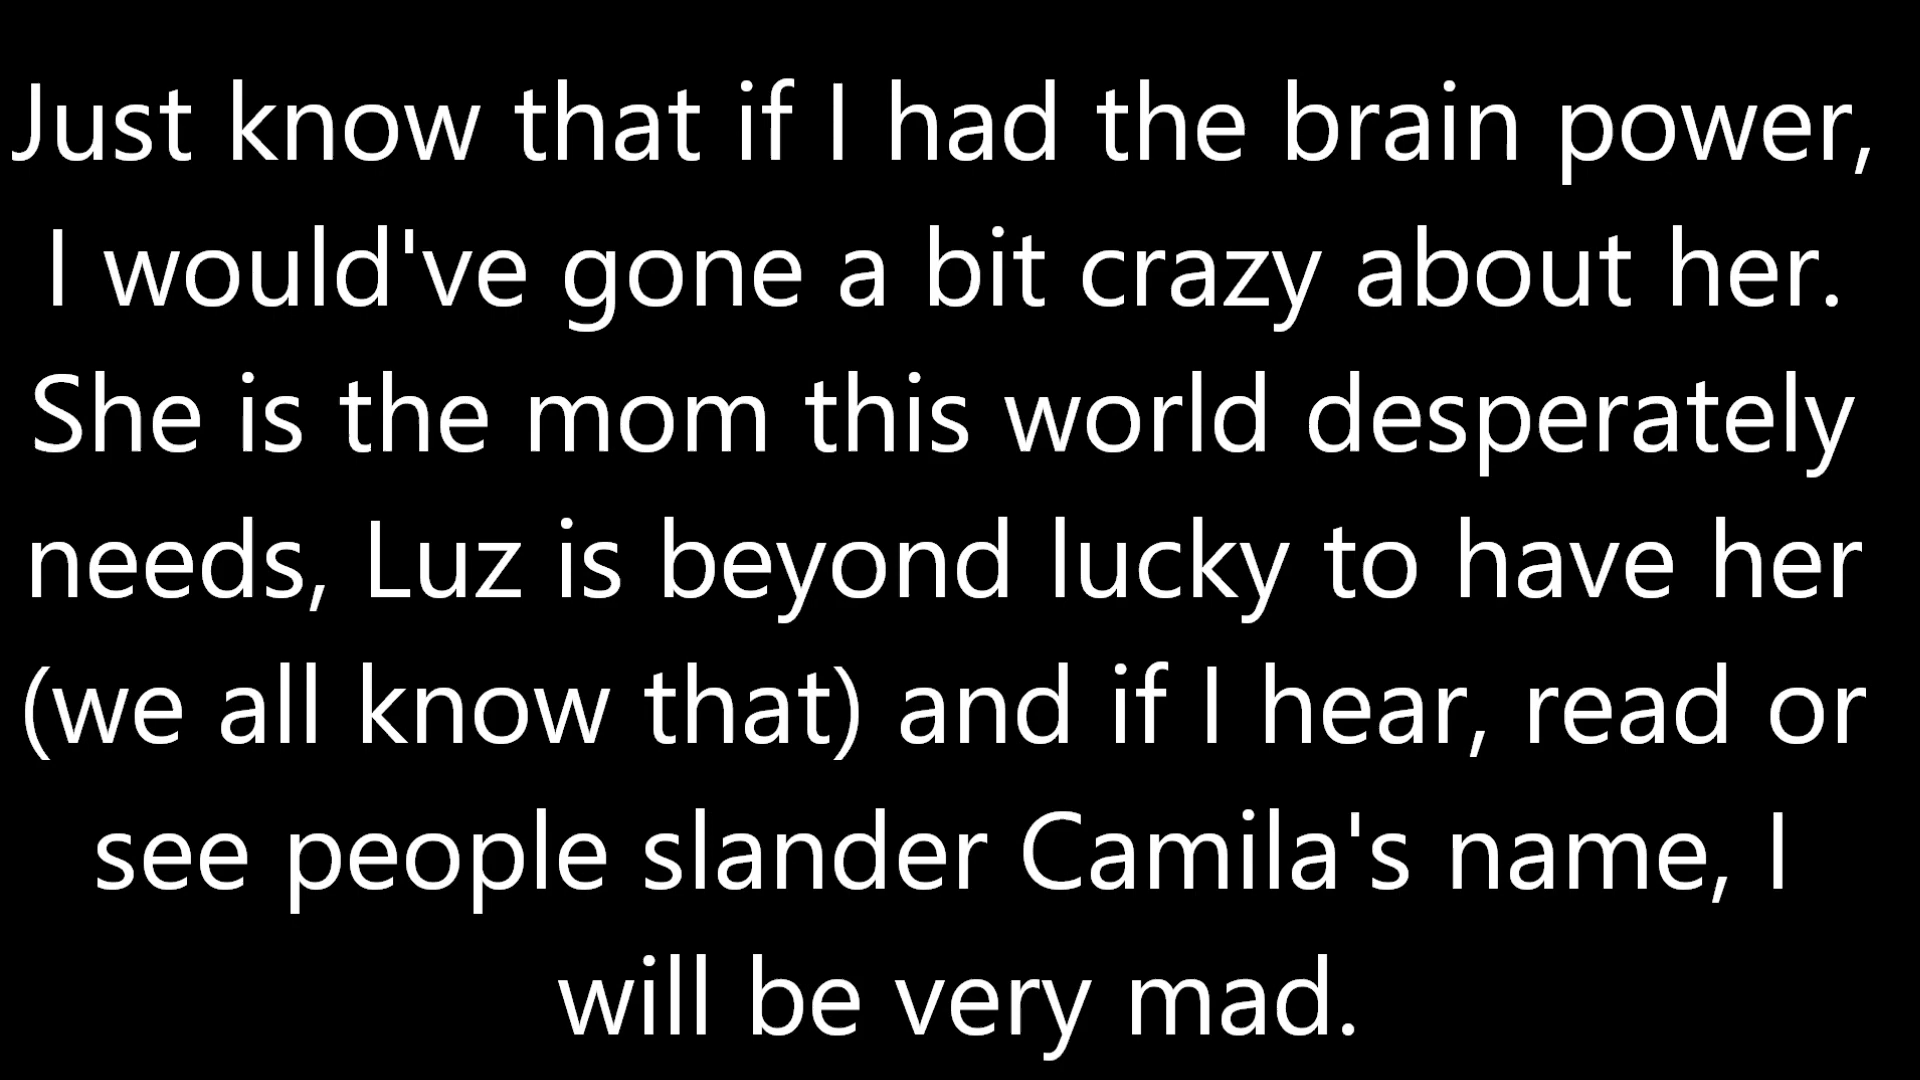 Just know that if I had the brain power,
I would've gone a bit crazy about her.
She is the mom this world desperately
needs, Luz is beyond lucky to have her
(we all know that) and if I hear, read or
see people slander Camila's name, I
will be very mad.